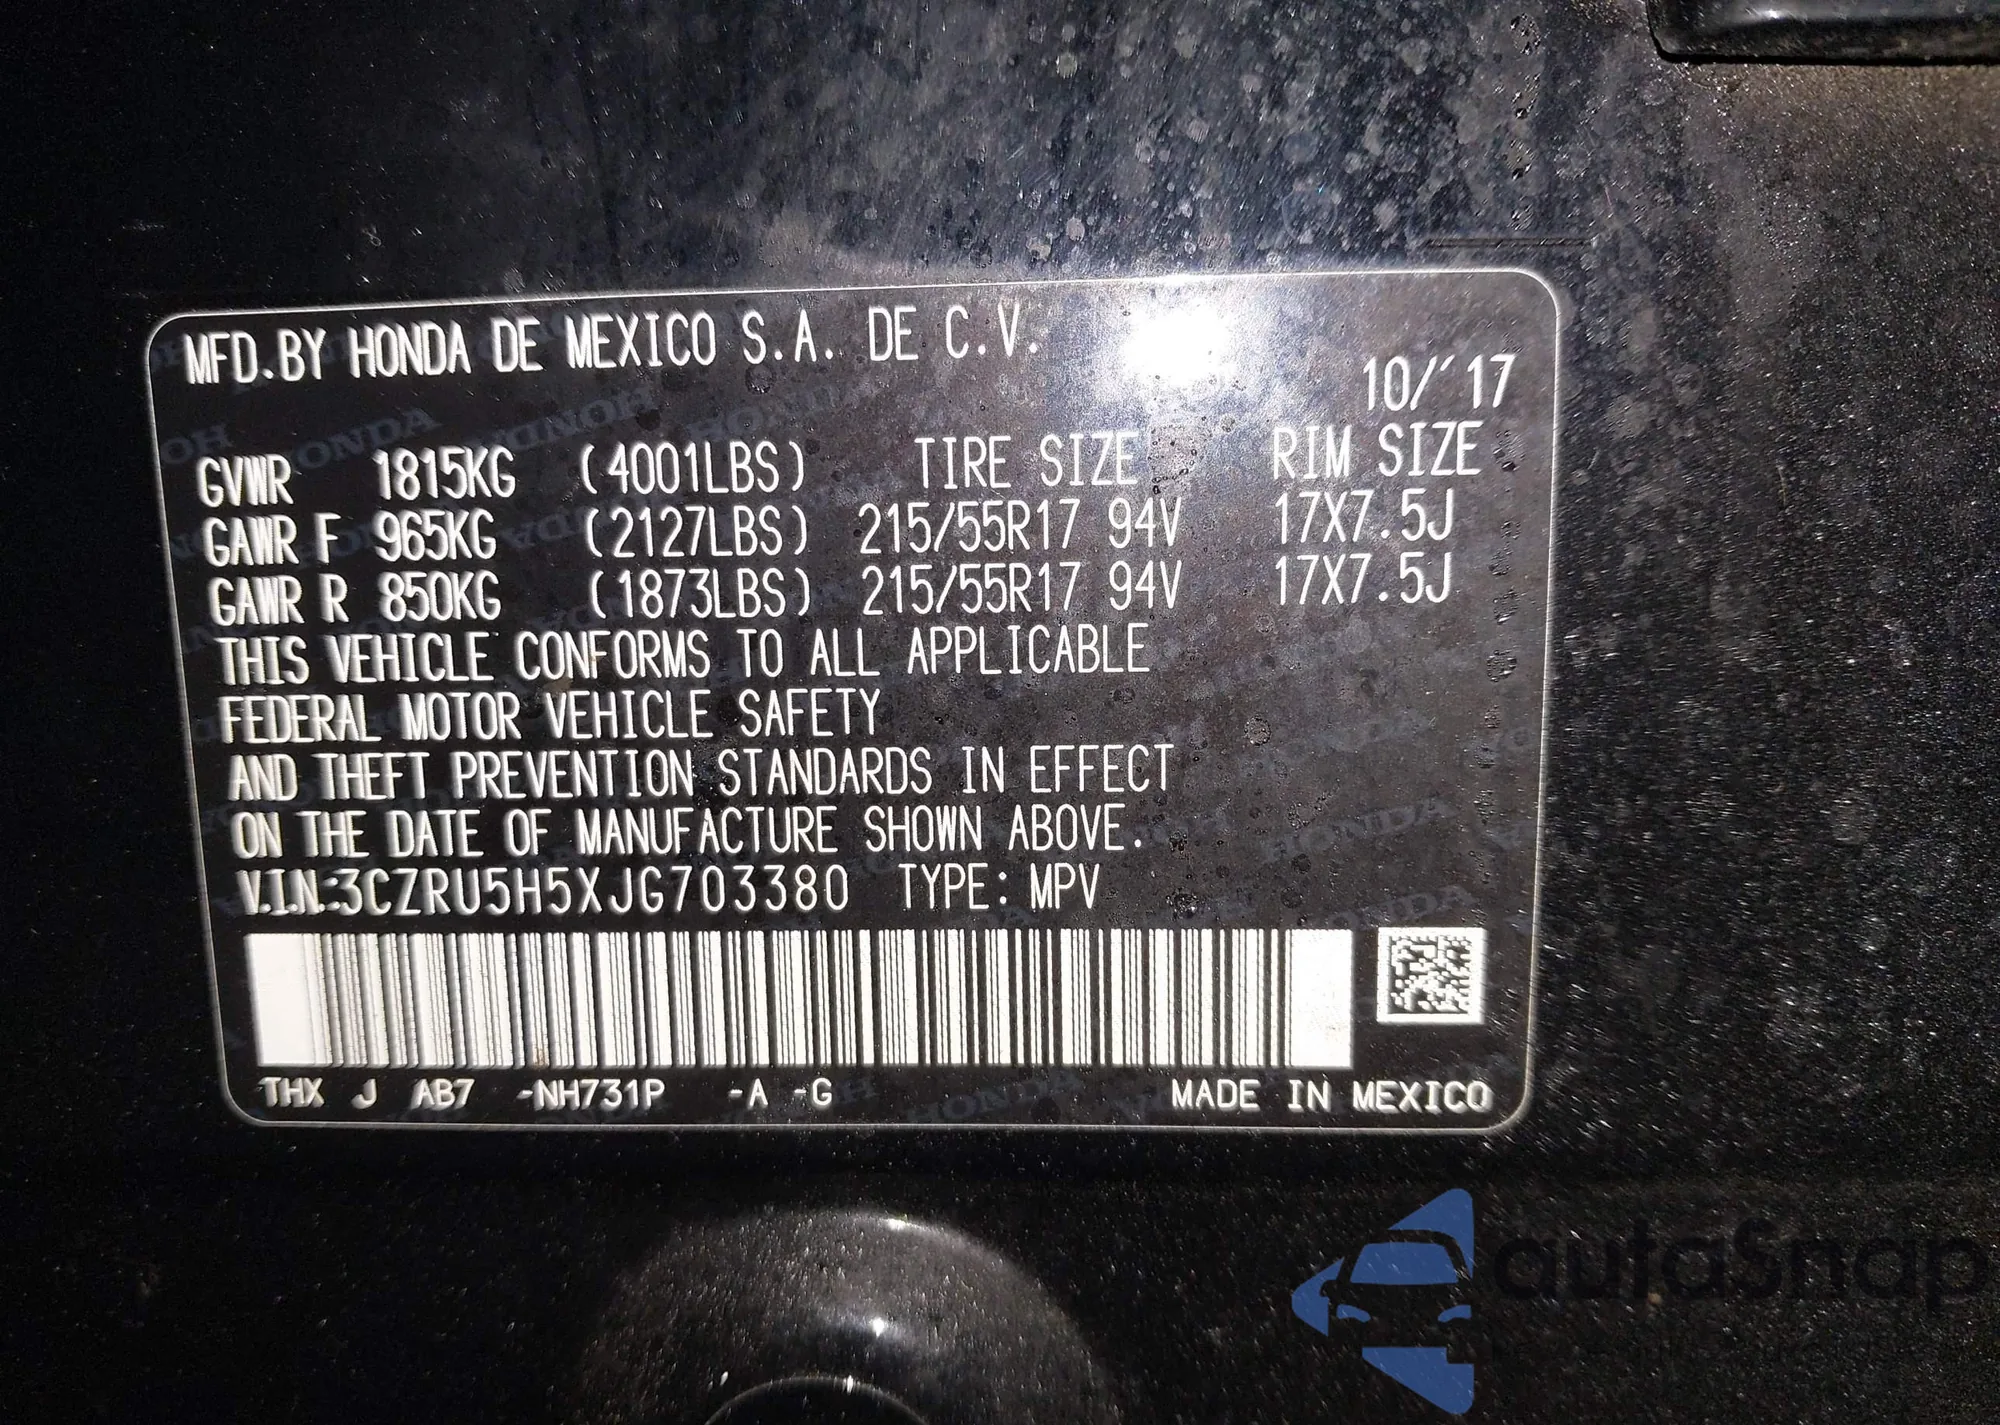 MFD.BY HONDA DE MEXICO S.A. DE C.V.
10/'17
GVWR 1815KG (4001LBS) TIRE SIZE RIM SIZE
GAWR F 965KG (2127LBS) 215/55R17 94V 17X7.5J
GAWR R 850KG (1873LBS) 215/55R17 94V 17X7.5J
THIS VEHICLE CONFORMS TO ALL APPLICABLE
FEDERAL MOTOR VEHICLE SAFETY
AND THEFT PREVENTION STANDARDS IN EFFECT
ON THE DATE OF MANUFACTURE SHOWN ABOVE.
V.I.N.:3CZRU5H5XJG703380 TYPE: MPV
THX J AB7 -NH731P -A -G MADE IN MEXICO
autaSnap